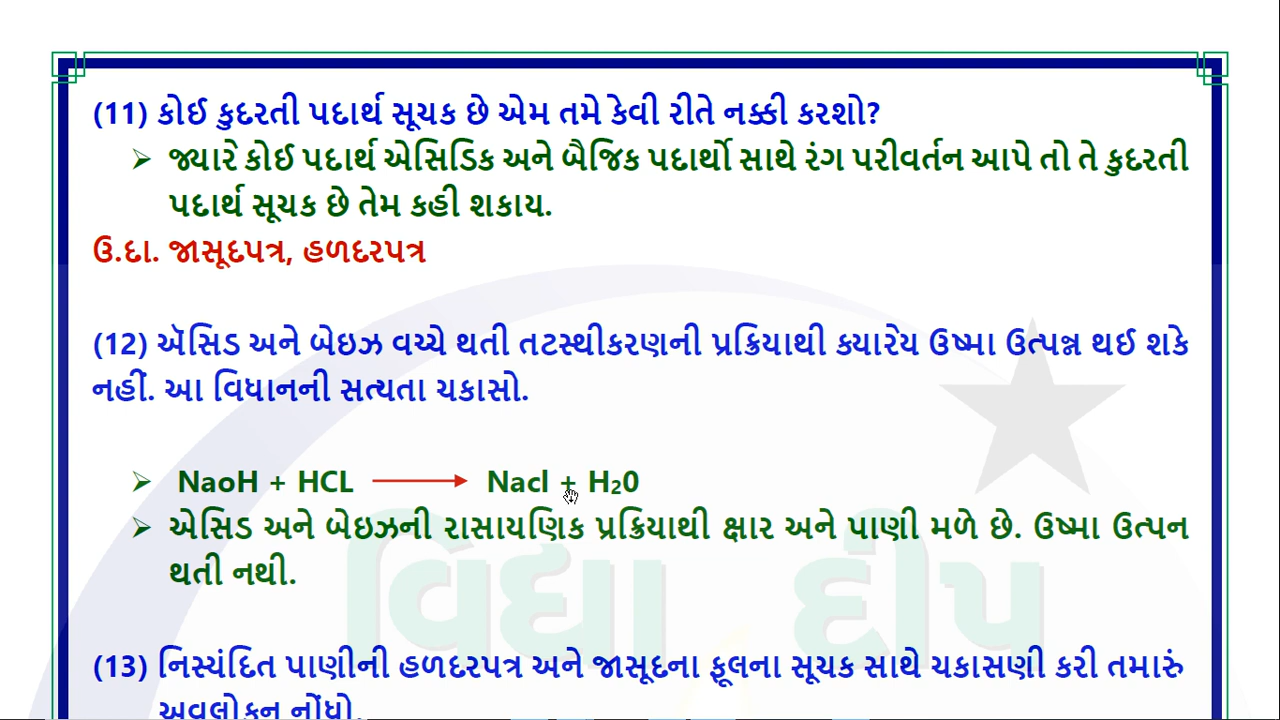 (11) કોઈ કુદરતી પદાર્થ સૂચક છે એમ તમે કેવી રીતે નક્કી કરશો?
➢ જ્યારે કોઈ પદાર્થ એસિડિક અને બૈજિક પદાર્થો સાથે રંગ પરીવર્તન આપે તો તે કુદરતી
પદાર્થ સૂચક છે તેમ કહી શકાય.
ઉ.દા. જાસૂદપત્ર, હળદરપત્ર
(12) ઍસિડ અને બેઇઝ વચ્ચે થતી તટસ્થીકરણની પ્રક્રિયાથી ક્યારેય ઉષ્મા ઉત્પન્ન થઈ શકે
નહીં. આ વિધાનની સત્યતા ચકાસો.
➢ NaoH + HCL ⟶ Nacl + H₂0
➢ એસિડ અને બેઇઝની રાસાયણિક પ્રક્રિયાથી ક્ષાર અને પાણી મળે છે. ઉષ્મા ઉત્પન
થતી નથી.
વિદ્યા દીપ
(13) નિસ્યંદિત પાણીની હળદરપત્ર અને જાસૂદના ફૂલના સૂચક સાથે ચકાસણી કરી તમારું
અવલોકન નોંધો.